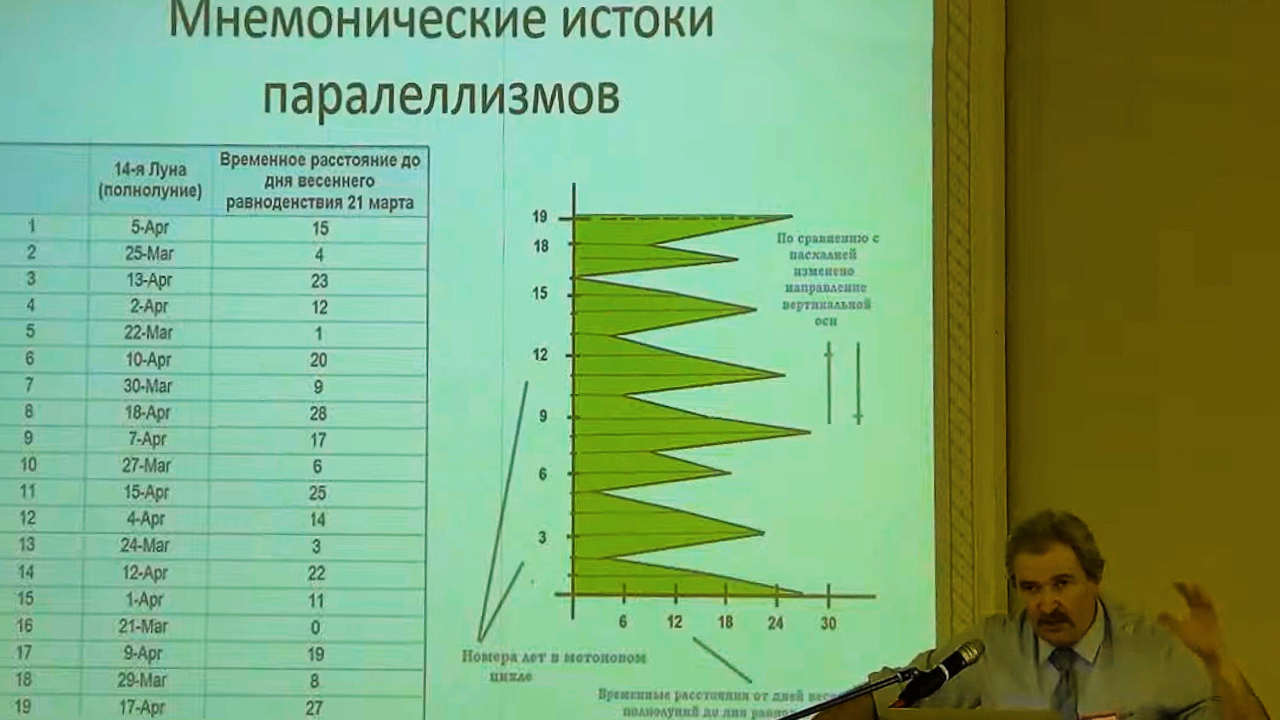 Мнемонические истоки
паралеллизмов
14-я Луна
(полнолуние)
Временное расстояние до
дня весеннего
равноденствия 21 марта
1 5-Apr 15
2 25-Mar 4
3 13-Apr 23
4 2-Apr 12
5 22-Mar 1
6 10-Apr 20
7 30-Mar 9
8 18-Apr 28
9 7-Apr 17
10 27-Mar 6
11 15-Apr 25
12 4-Apr 14
13 24-Mar 3
14 12-Apr 22
15 1-Apr 11
16 21-Mar 0
17 9-Apr 19
18 29-Mar 8
19 17-Apr 27
19
18
15
12
9
6
3
6 12 18 24 30
По сравнению с
пасхалией
изменено
направление
вертикальной
оси
Номера лет в метоновом
цикле
Временные расстояния от дней
полнолуний до дня